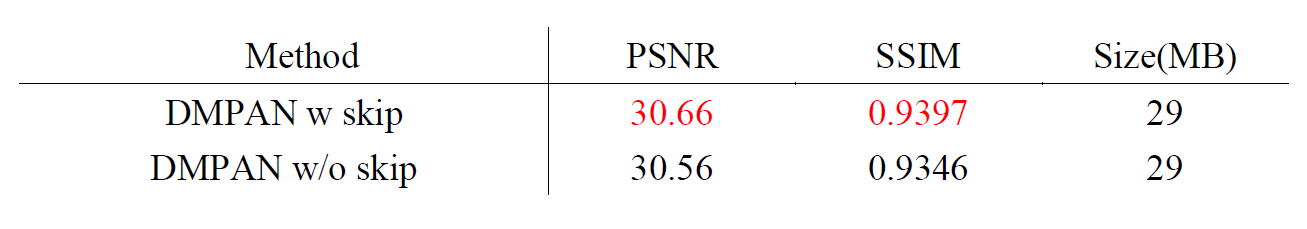 Method PSNR SSIM Size(MB)
DMPAN w skip 30.66 0.9397 29
DMPAN w/o skip 30.56 0.9346 29